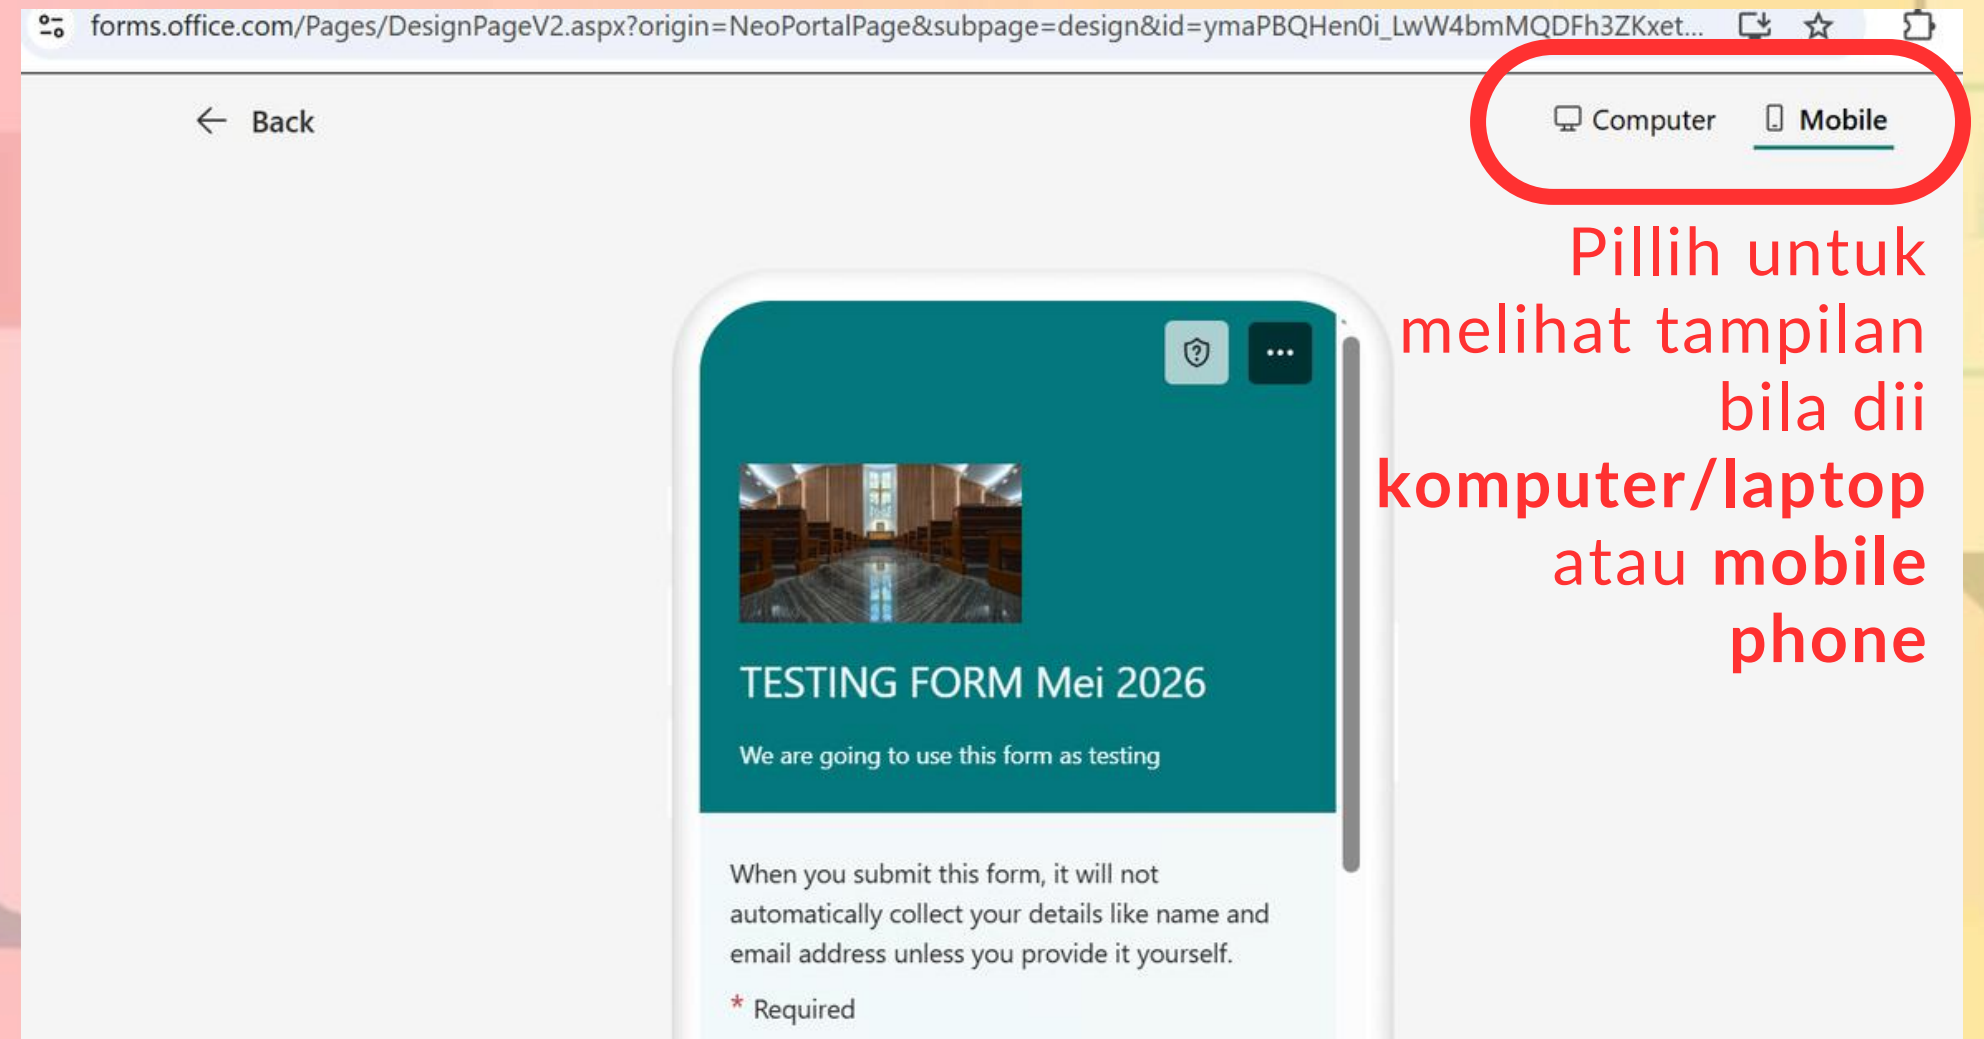 forms.office.com/Pages/DesignPageV2.aspx?origin=NeoPortalPage&subpage=design&id=ymaPBQHen0i_LwW4bmMQDFh3ZKxet...
Back
Computer
Mobile
Pillih untuk
melihat tampilan
bila dii
komputer/laptop
atau mobile
phone
TESTING FORM Mei 2026
We are going to use this form as testing
When you submit this form, it will not
automatically collect your details like name and
email address unless you provide it yourself.
* Required